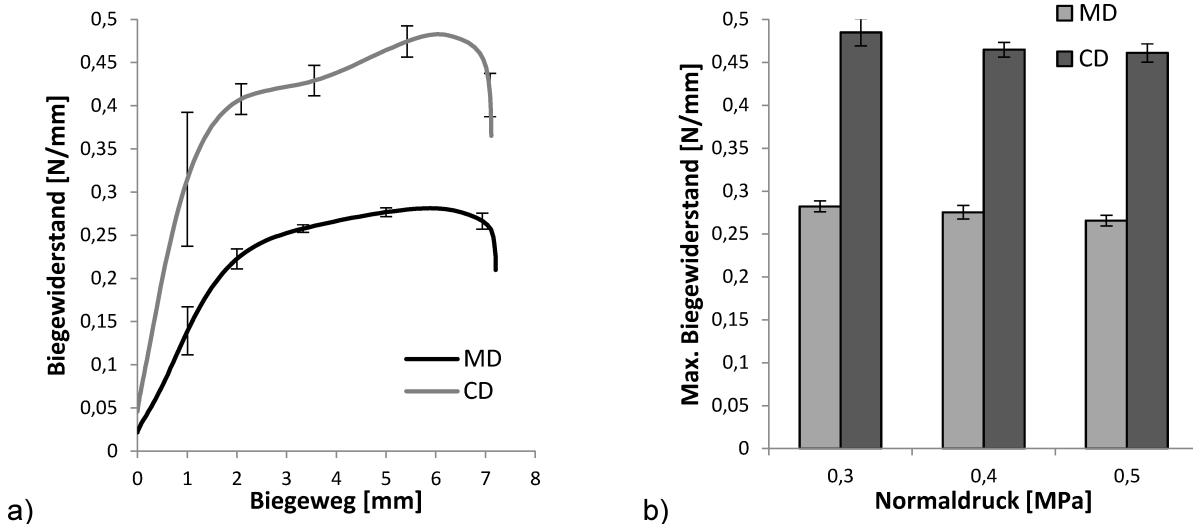 Biegewiderstand [N/mm]
0,5
0,45
0,4
0,35
0,3
0,25
0,2
0,15
0,1
0,05
0
0 1 2 3 4 5 6 7 8
Biegeweg [mm]
MD
CD
a)
Max. Biegewiderstand [N/mm]
0,5
0,45
0,4
0,35
0,3
0,25
0,2
0,15
0,1
0,05
0
0,3 0,4 0,5
Normaldruck [MPa]
MD
CD
b)